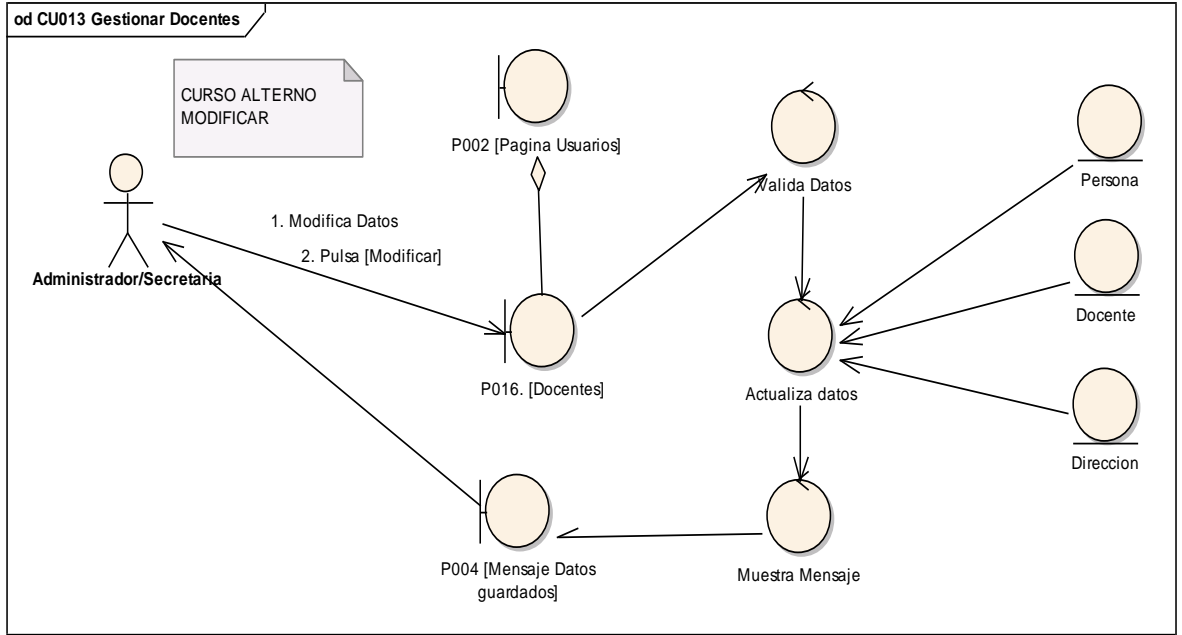 od CU013 Gestionar Docentes
CURSO ALTERNO
MODIFICAR
P002 [Pagina Usuarios]
Valida Datos
Persona
1. Modifica Datos
2. Pulsa [Modificar]
Administrador/Secretaria
Docente
P016. [Docentes]
Actualiza datos
Direccion
P004 [Mensaje Datos
guardados]
Muestra Mensaje